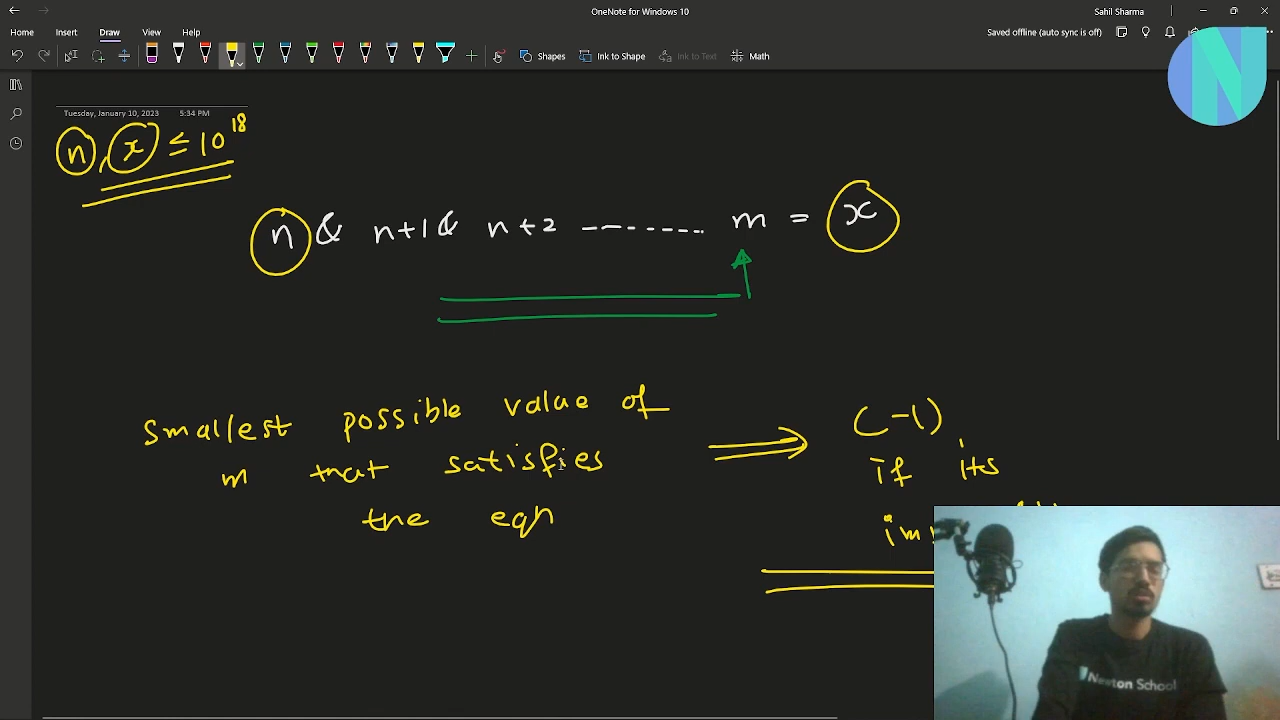 OneNote for Windows 10
Sahil Sharma
Home Insert Draw View Help
Saved offline (auto sync is off)
Shapes Ink to Shape Ink to Text Math
Tuesday, January 10, 2023 5:34 PM
n, x ≤ 10^18
n & n+1 & n+2 ------- m = x
smallest possible value of
m that satisfies
the eqn
⇒ (-1)
if its
N
Newton School